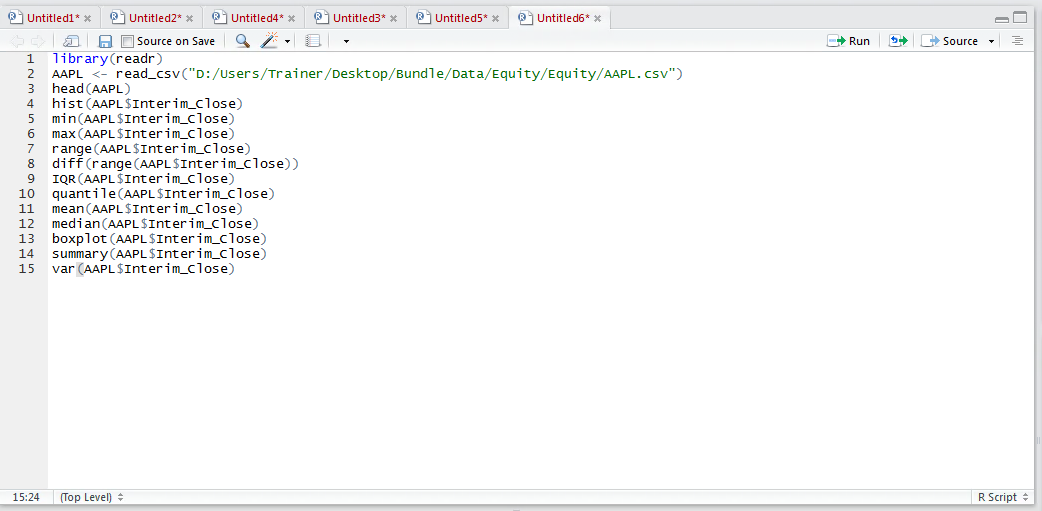 Untitled1* Untitled2* Untitled4* Untitled3* Untitled5* Untitled6*
Source on Save Run Source
1 library(readr)
2 AAPL <- read_csv("D:/Users/Trainer/Desktop/Bundle/Data/Equity/Equity/AAPL.csv")
3 head(AAPL)
4 hist(AAPL$Interim_Close)
5 min(AAPL$Interim_Close)
6 max(AAPL$Interim_Close)
7 range(AAPL$Interim_Close)
8 diff(range(AAPL$Interim_Close))
9 IQR(AAPL$Interim_Close)
10 quantile(AAPL$Interim_Close)
11 mean(AAPL$Interim_Close)
12 median(AAPL$Interim_Close)
13 boxplot(AAPL$Interim_Close)
14 summary(AAPL$Interim_Close)
15 var(AAPL$Interim_Close)
15:24 (Top Level) R Script